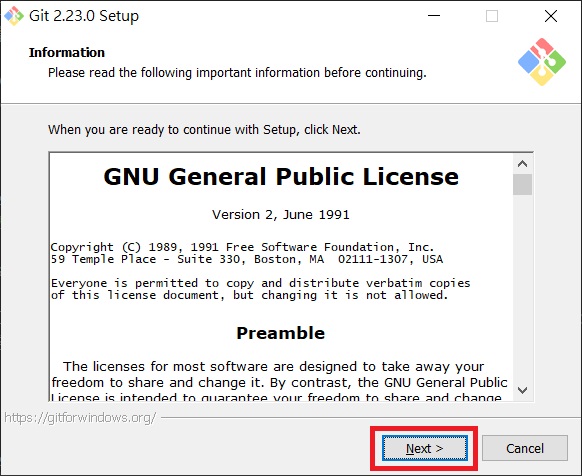 Git 2.23.0 Setup
Information
Please read the following important information before continuing.
When you are ready to continue with Setup, click Next.
GNU General Public License
Version 2, June 1991
Copyright (C) 1989, 1991 Free Software Foundation, Inc.
59 Temple Place - Suite 330, Boston, MA  02111-1307, USA
Everyone is permitted to copy and distribute verbatim copies
of this license document, but changing it is not allowed.
Preamble
The licenses for most software are designed to take away your
freedom to share and change it. By contrast, the GNU General Public
License is intended to guarantee your freedom to share and change
https://gitforwindows.org/
Next >
Cancel